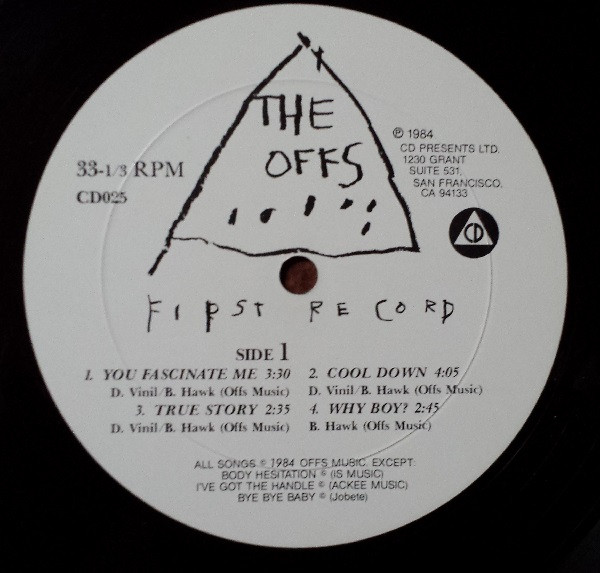 THE
OFFS
℗ 1984
CD PRESENTS LTD.
1230 GRANT
SUITE 531,
SAN FRANCISCO,
CA 94133
33-1/3 RPM
CD025
CD
FIRST RECORD
SIDE 1
1. YOU FASCINATE ME 3:30 2. COOL DOWN 4:05
D. Vinil/B. Hawk (Offs Music) D. Vinil/B. Hawk (Offs Music)
3. TRUE STORY 2:35 4. WHY BOY? 2:45
D. Vinil/B. Hawk (Offs Music) B. Hawk (Offs Music)
ALL SONGS © 1984 OFFS MUSIC. EXCEPT:
BODY HESITATION © (IS MUSIC)
I'VE GOT THE HANDLE © (ACKEE MUSIC)
BYE BYE BABY © (Jobete)